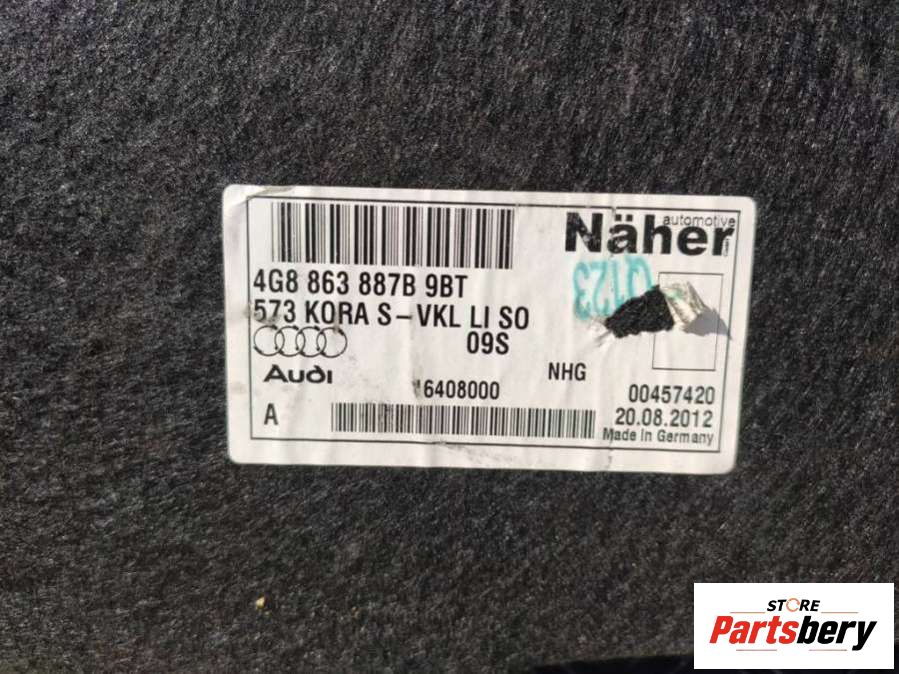 Näher
automotive
4G8 863 887B 9BT
Q123
573 KORA S-VKL LI SO
09S
Audi
NHG
16408000
00457420
A
20.08.2012
Made in Germany
STORE
Partsbery